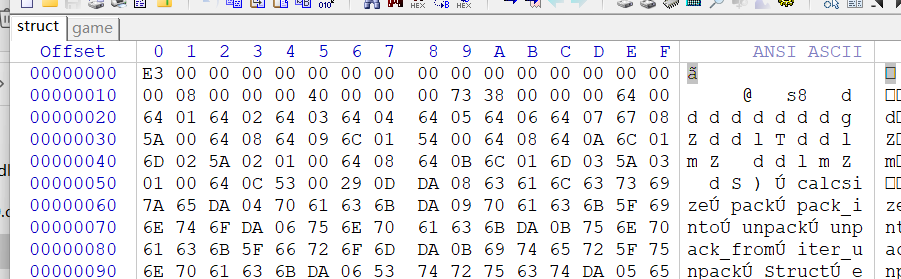 struct game
Offset 0 1 2 3 4 5 6 7 8 9 A B C D E F ANSI ASCII
00000000 E3 00 00 00 00 00 00 00 00 00 00 00 00 00 00 00 ã
00000010 00 08 00 00 00 40 00 00 00 73 38 00 00 00 64 00 @ s8 d
00000020 64 01 64 02 64 03 64 04 64 05 64 06 64 07 67 08 d d d d d d d g
00000030 5A 00 64 08 64 09 6C 01 54 00 64 08 64 0A 6C 01 Z d d l T d d l
00000040 6D 02 5A 02 01 00 64 08 64 0B 6C 01 6D 03 5A 03 m Z d d l m Z
00000050 01 00 64 0C 53 00 29 0D DA 08 63 61 6C 63 73 69 d S ) Ú calcsi
00000060 7A 65 DA 04 70 61 63 6B DA 09 70 61 63 6B 5F 69 zeÚ packÚ pack_i
00000070 6E 74 6F DA 06 75 6E 70 61 63 6B DA 0B 75 6E 70 ntoÚ unpackÚ unp
00000080 61 63 6B 5F 66 72 6F 6D DA 0B 69 74 65 72 5F 75 ack_fromÚ iter_u
00000090 6E 70 61 63 6B DA 06 53 74 72 75 63 74 DA 05 65 npackÚ StructÚ e